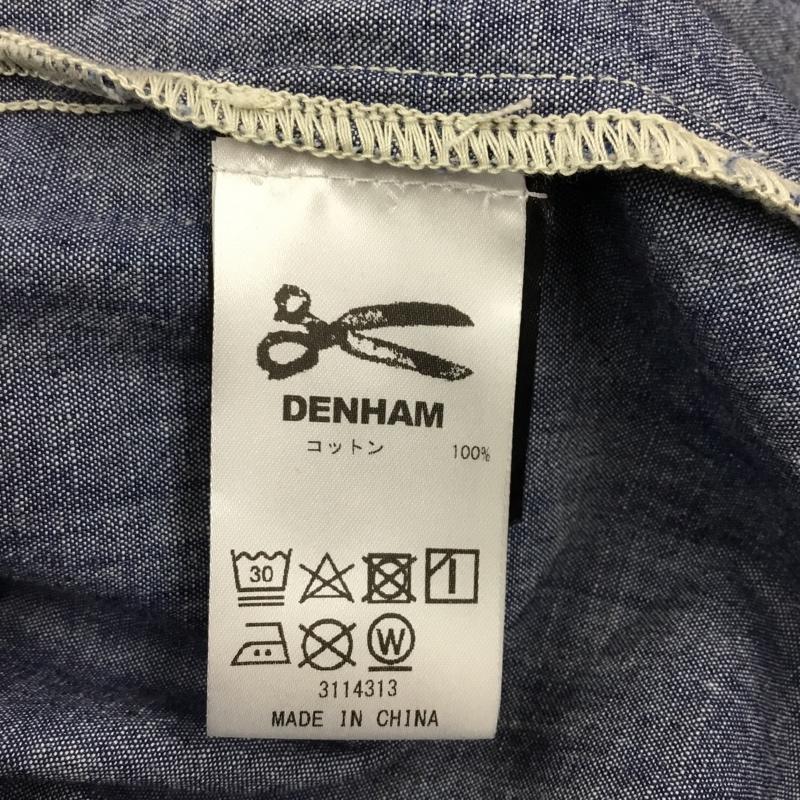 DENHAM
コットン 100%
30
W
3114313
MADE IN CHINA